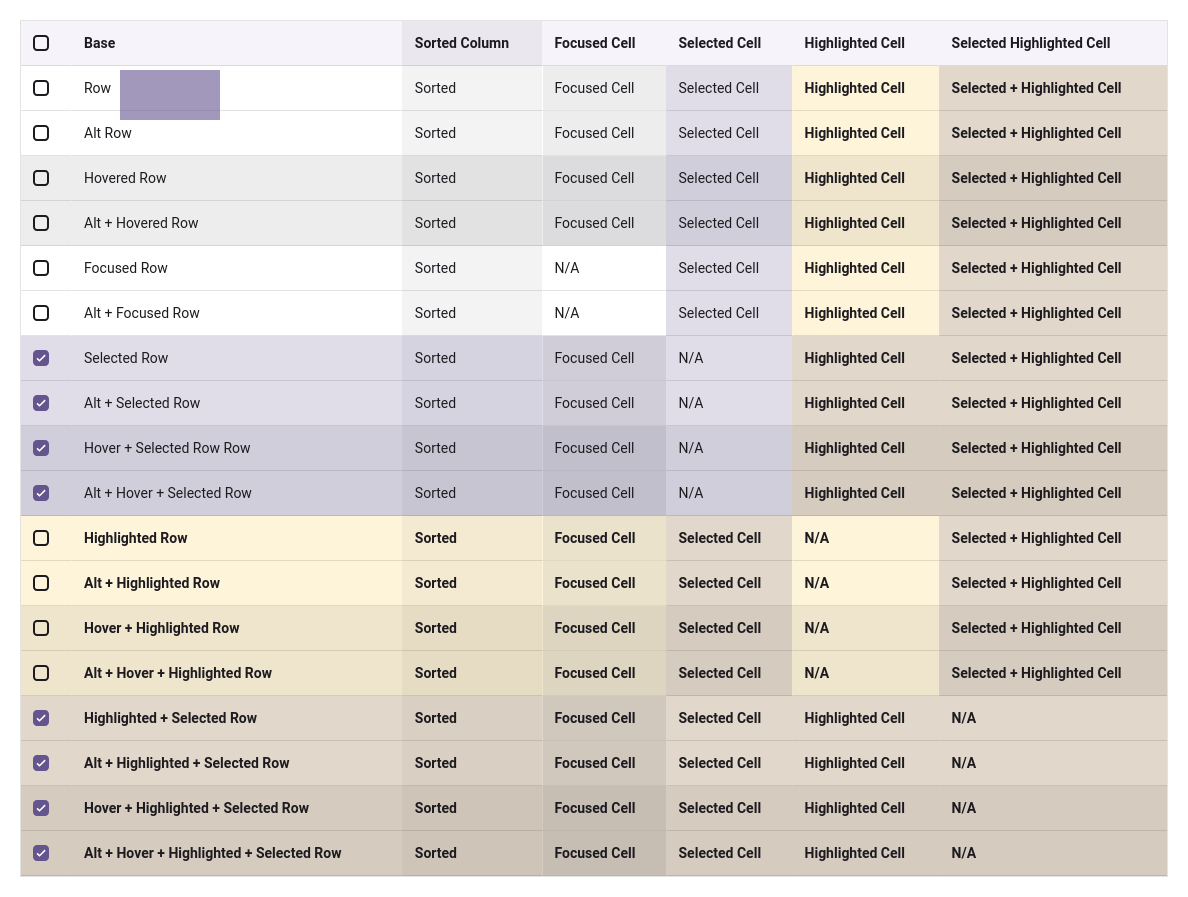 Base Sorted Column Focused Cell Selected Cell Highlighted Cell Selected Highlighted Cell
Row Sorted Focused Cell Selected Cell Highlighted Cell Selected + Highlighted Cell
Alt Row Sorted Focused Cell Selected Cell Highlighted Cell Selected + Highlighted Cell
Hovered Row Sorted Focused Cell Selected Cell Highlighted Cell Selected + Highlighted Cell
Alt + Hovered Row Sorted Focused Cell Selected Cell Highlighted Cell Selected + Highlighted Cell
Focused Row Sorted N/A Selected Cell Highlighted Cell Selected + Highlighted Cell
Alt + Focused Row Sorted N/A Selected Cell Highlighted Cell Selected + Highlighted Cell
Selected Row Sorted Focused Cell N/A Highlighted Cell Selected + Highlighted Cell
Alt + Selected Row Sorted Focused Cell N/A Highlighted Cell Selected + Highlighted Cell
Hover + Selected Row Row Sorted Focused Cell N/A Highlighted Cell Selected + Highlighted Cell
Alt + Hover + Selected Row Sorted Focused Cell N/A Highlighted Cell Selected + Highlighted Cell
Highlighted Row Sorted Focused Cell Selected Cell N/A Selected + Highlighted Cell
Alt + Highlighted Row Sorted Focused Cell Selected Cell N/A Selected + Highlighted Cell
Hover + Highlighted Row Sorted Focused Cell Selected Cell N/A Selected + Highlighted Cell
Alt + Hover + Highlighted Row Sorted Focused Cell Selected Cell N/A Selected + Highlighted Cell
Highlighted + Selected Row Sorted Focused Cell Selected Cell Highlighted Cell N/A
Alt + Highlighted + Selected Row Sorted Focused Cell Selected Cell Highlighted Cell N/A
Hover + Highlighted + Selected Row Sorted Focused Cell Selected Cell Highlighted Cell N/A
Alt + Hover + Highlighted + Selected Row Sorted Focused Cell Selected Cell Highlighted Cell N/A